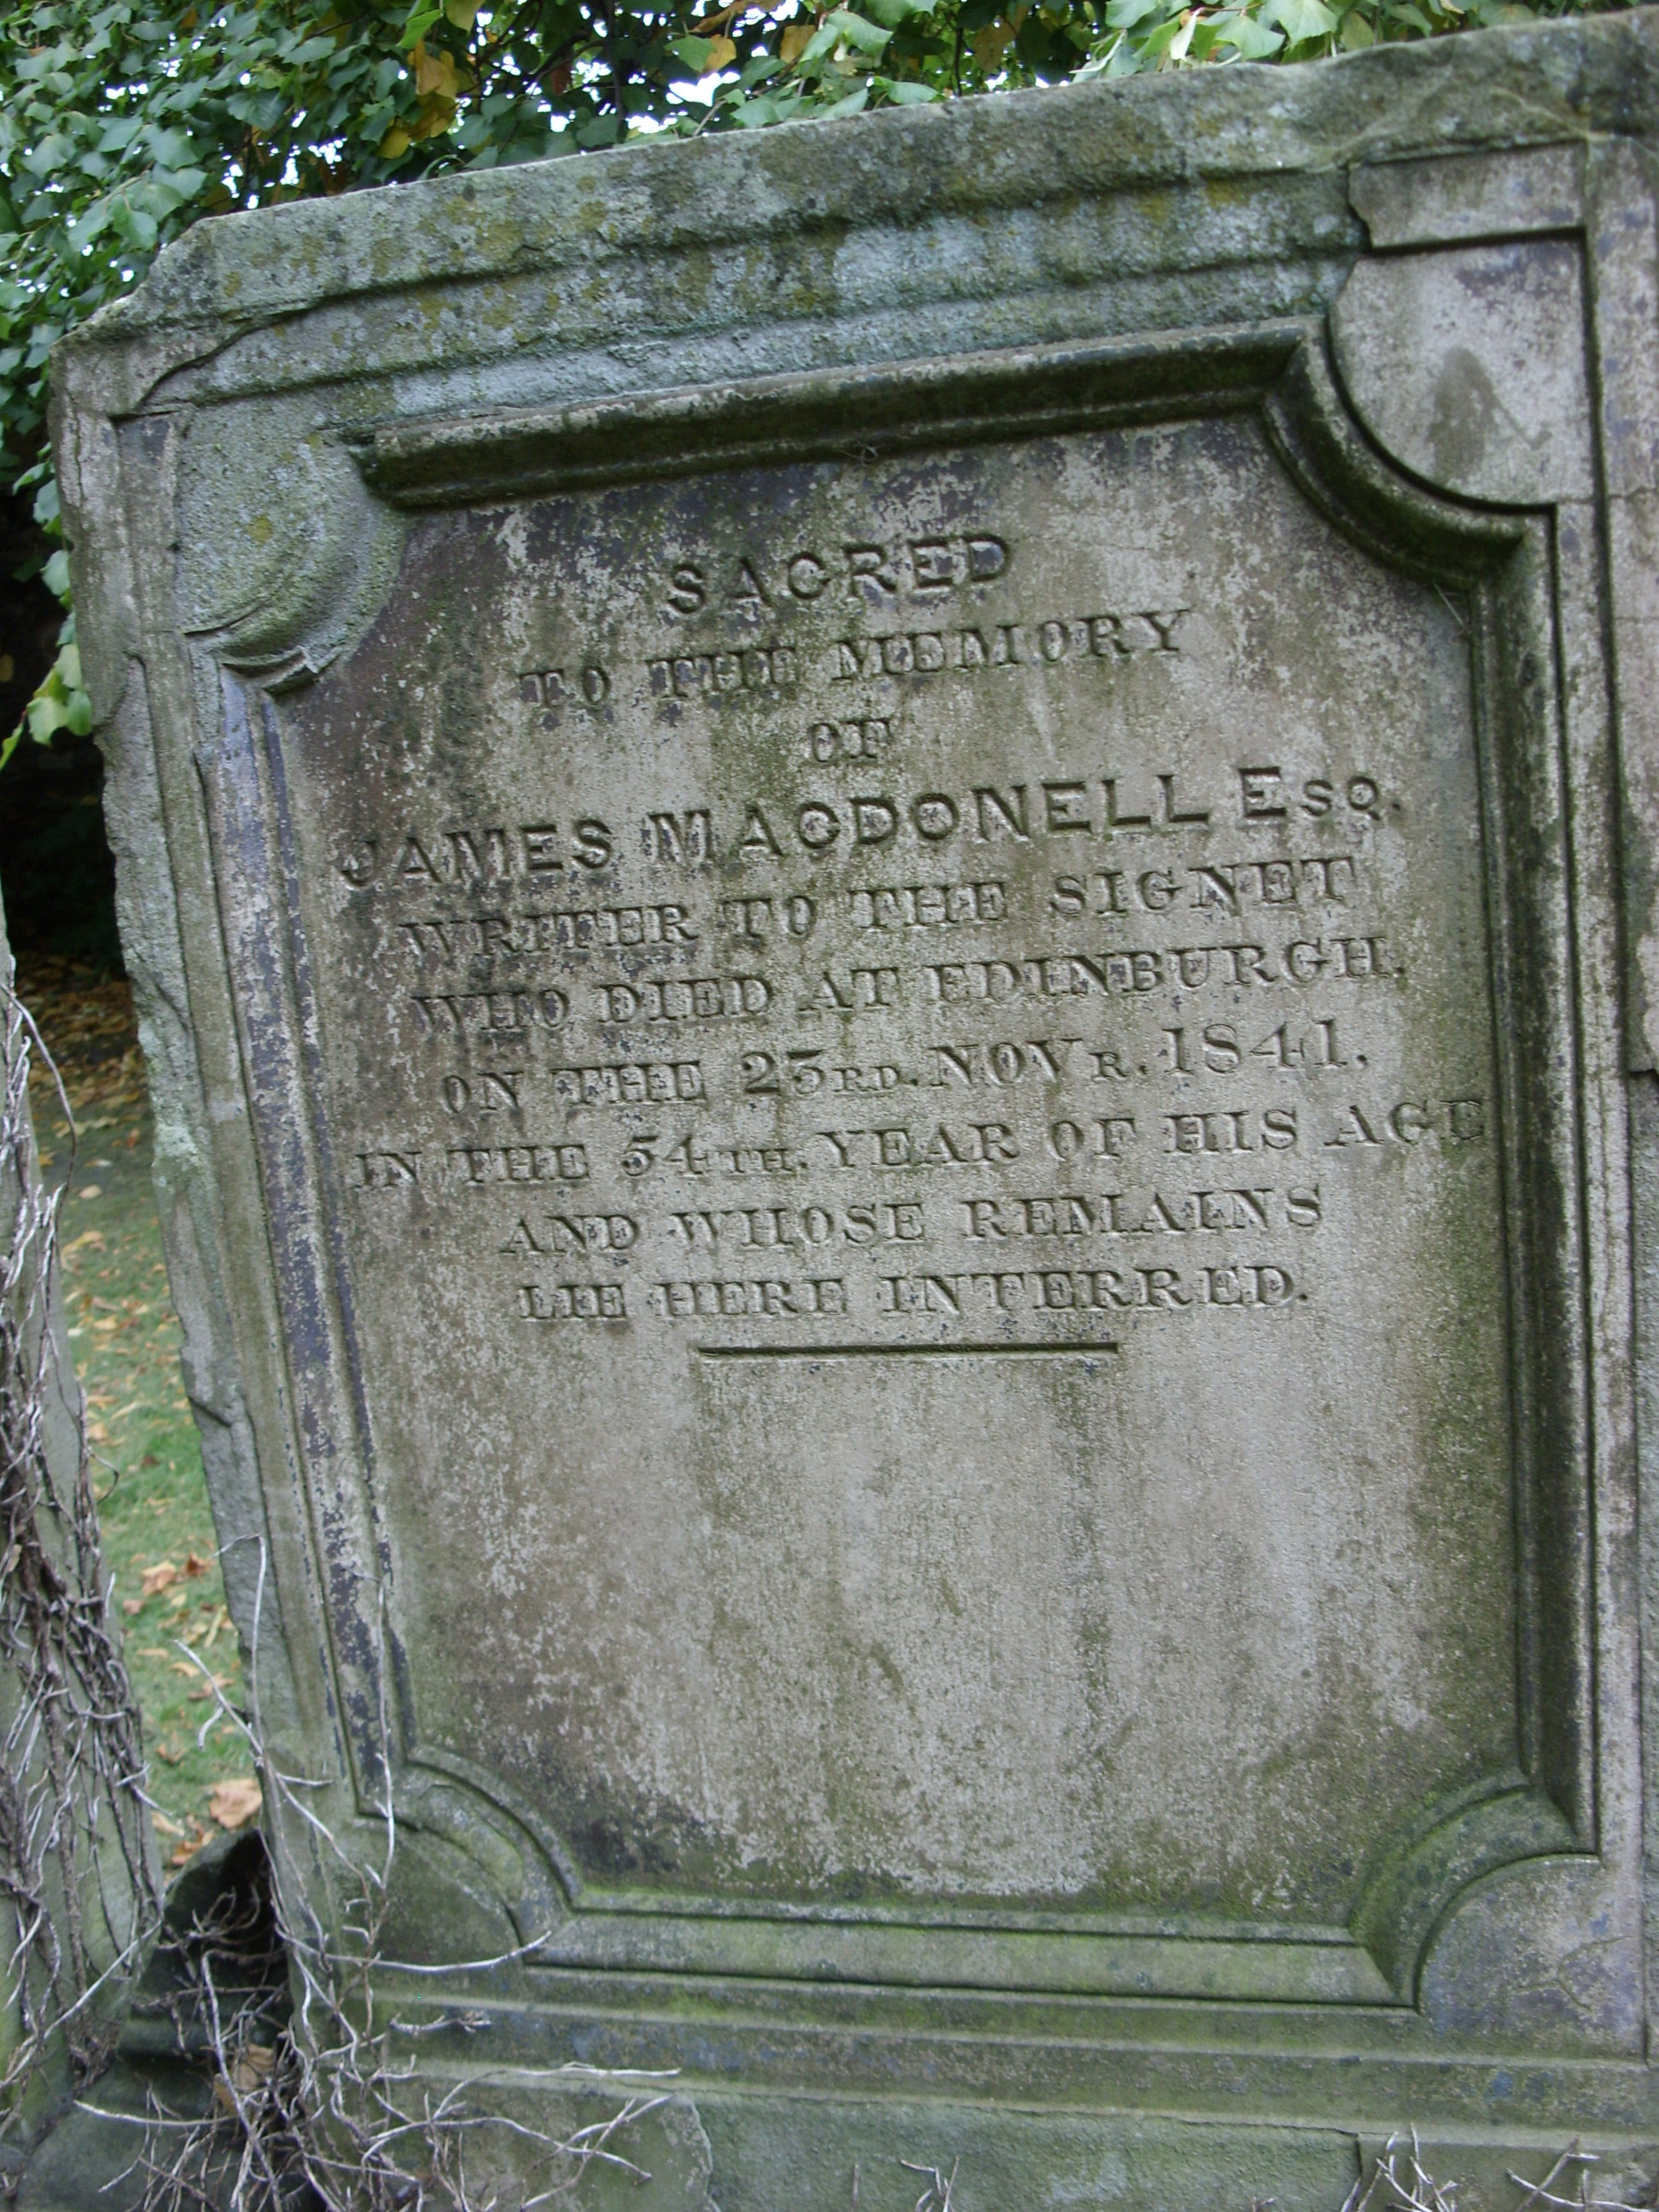 SACRED
TO THE MEMORY
OF
JAMES MACDONELL ESQ.
WRITER TO THE SIGNET
WHO DIED AT EDINBURGH,
ON THE 23RD. NOVR. 1841,
IN THE 54TH. YEAR OF HIS AGE
AND WHOSE REMAINS
LIE HERE INTERRED.